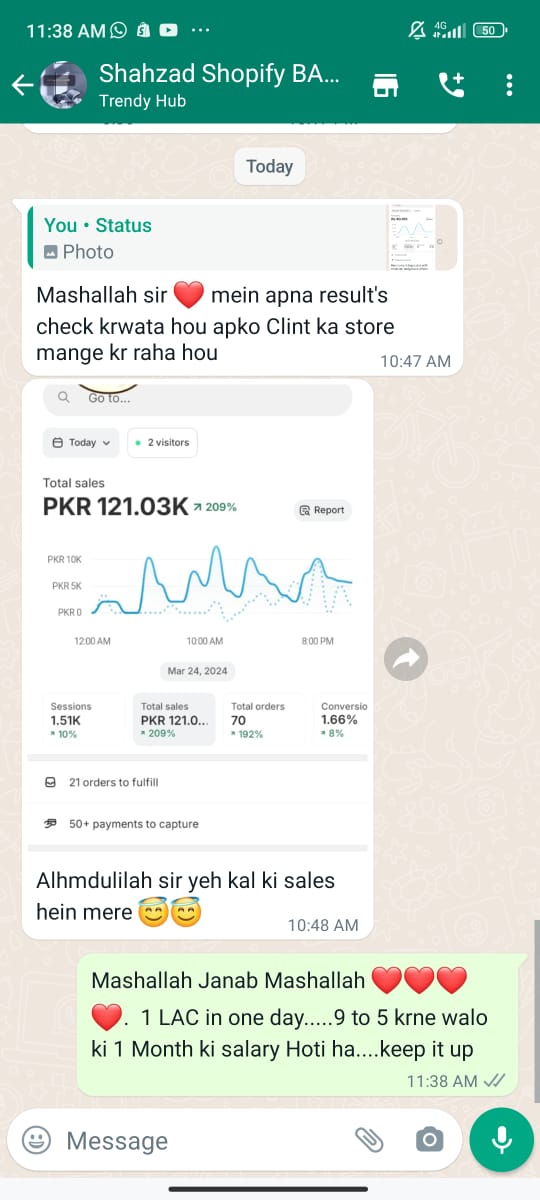 11:38 AM
4G
50
Shahzad Shopify BA...
Trendy Hub
Today
You • Status
Photo
Mashallah sir ❤️ mein apna result's
check krwata hou apko Clint ka store
mange kr raha hou
10:47 AM
Go to...
Today
2 visitors
Total sales
PKR 121.03K ↗ 209%
Report
PKR 10K
PKR 5K
PKR 0
12:00 AM 10:00 AM 8:00 PM
Mar 24, 2024
Sessions Total sales Total orders Conversio
1.51K PKR 121.0... 70 1.66%
↗ 10% ↗ 209% ↗ 192% ↗ 8%
21 orders to fulfill
50+ payments to capture
Alhmdulilah sir yeh kal ki sales
hein mere 😇😇
10:48 AM
Mashallah Janab Mashallah ❤️❤️❤️
❤️. 1 LAC in one day.....9 to 5 krne walo
ki 1 Month ki salary Hoti ha....keep it up
11:38 AM
Message